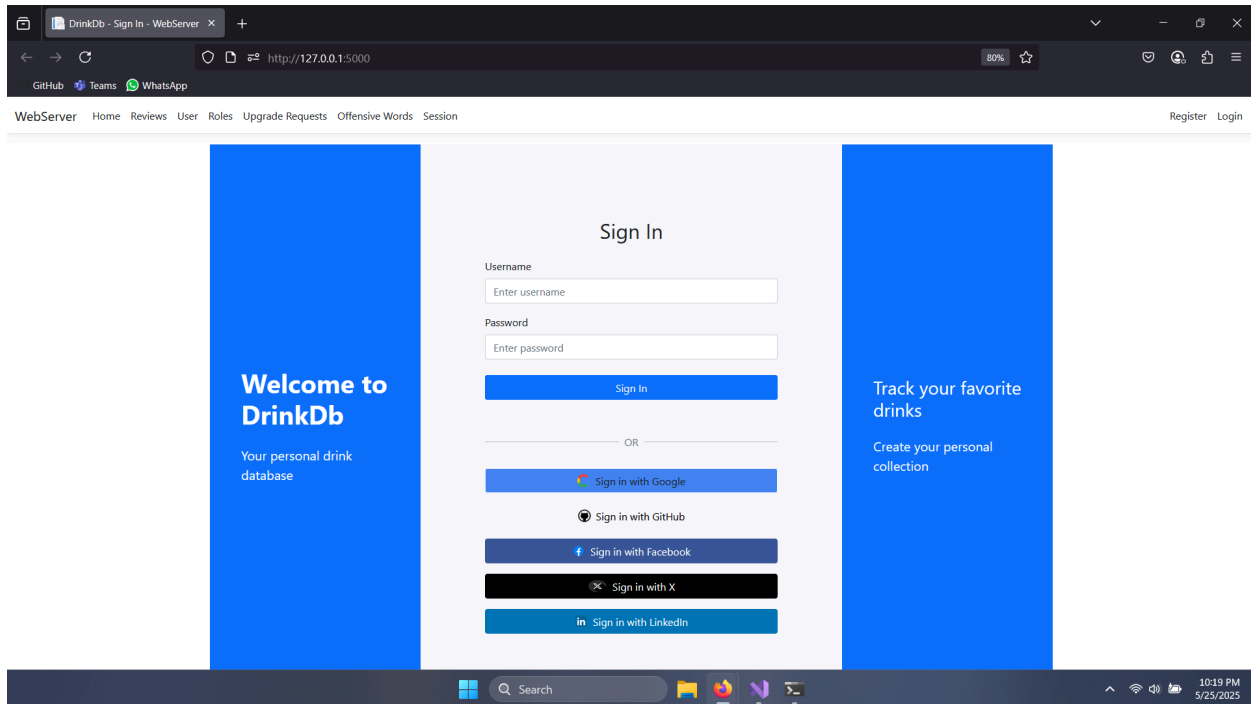 DrinkDb - Sign In - WebServer
http://127.0.0.1:5000
80%
GitHub Teams WhatsApp
WebServer Home Reviews User Roles Upgrade Requests Offensive Words Session Register Login
Sign In
Username
Enter username
Password
Enter password
Sign In
OR
Sign in with Google
Sign in with GitHub
Sign in with Facebook
Sign in with X
in Sign in with LinkedIn
Welcome to
DrinkDb
Your personal drink
database
Track your favorite
drinks
Create your personal
collection
Search
10:19 PM
5/25/2025